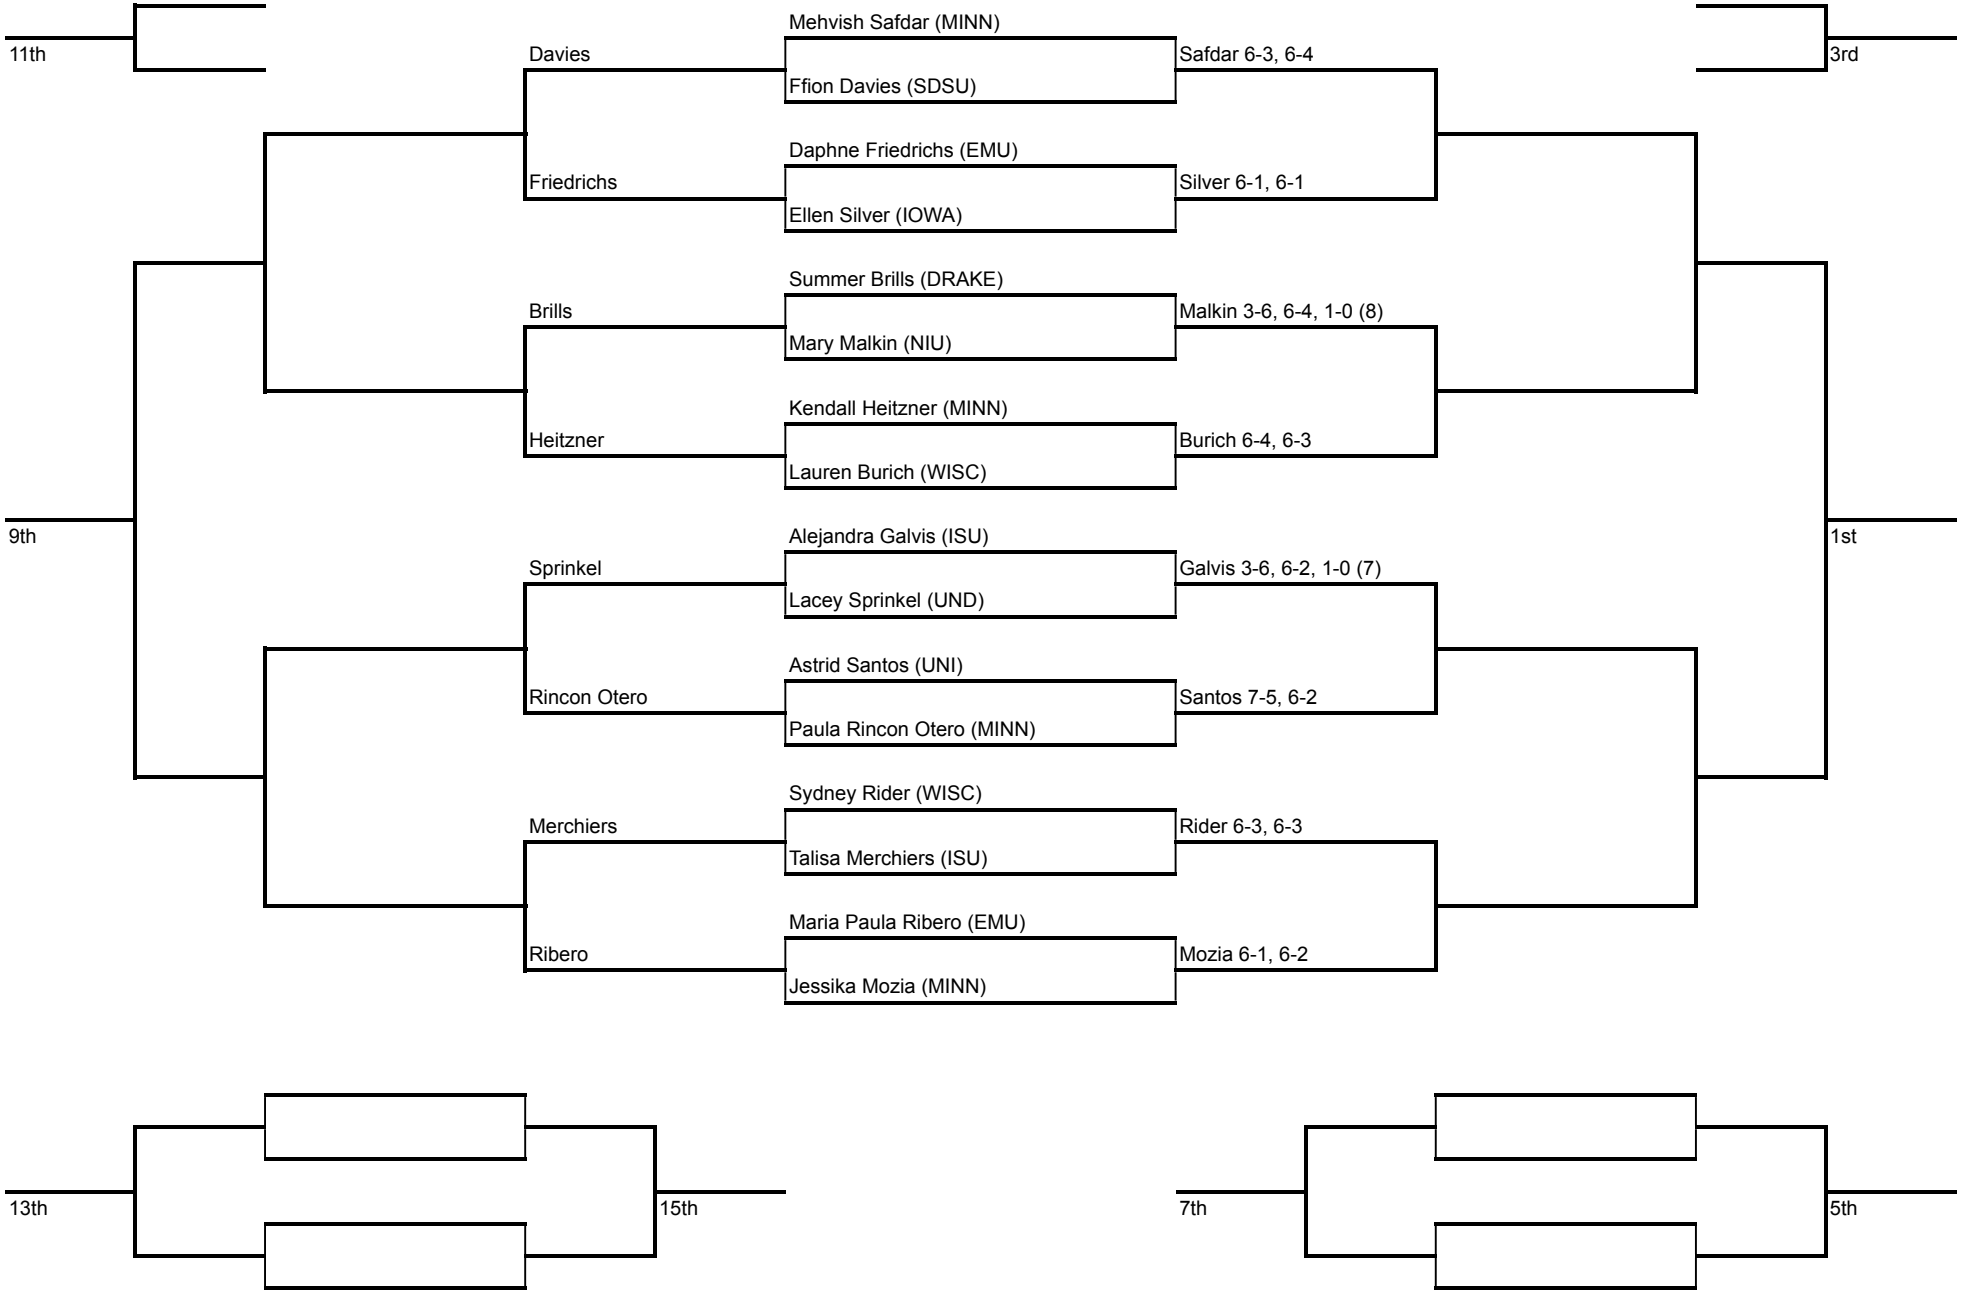 Mehvish Safdar (MINN)
11th
Davies
Safdar 6-3, 6-4
3rd
Ffion Davies (SDSU)
Daphne Friedrichs (EMU)
Friedrichs
Silver 6-1, 6-1
Ellen Silver (IOWA)
Summer Brills (DRAKE)
Brills
Malkin 3-6, 6-4, 1-0 (8)
Mary Malkin (NIU)
Kendall Heitzner (MINN)
Heitzner
Burich 6-4, 6-3
Lauren Burich (WISC)
9th
Alejandra Galvis (ISU)
1st
Sprinkel
Galvis 3-6, 6-2, 1-0 (7)
Lacey Sprinkel (UND)
Astrid Santos (UNI)
Rincon Otero
Santos 7-5, 6-2
Paula Rincon Otero (MINN)
Sydney Rider (WISC)
Merchiers
Rider 6-3, 6-3
Talisa Merchiers (ISU)
Maria Paula Ribero (EMU)
Ribero
Mozia 6-1, 6-2
Jessika Mozia (MINN)
13th
15th
7th
5th